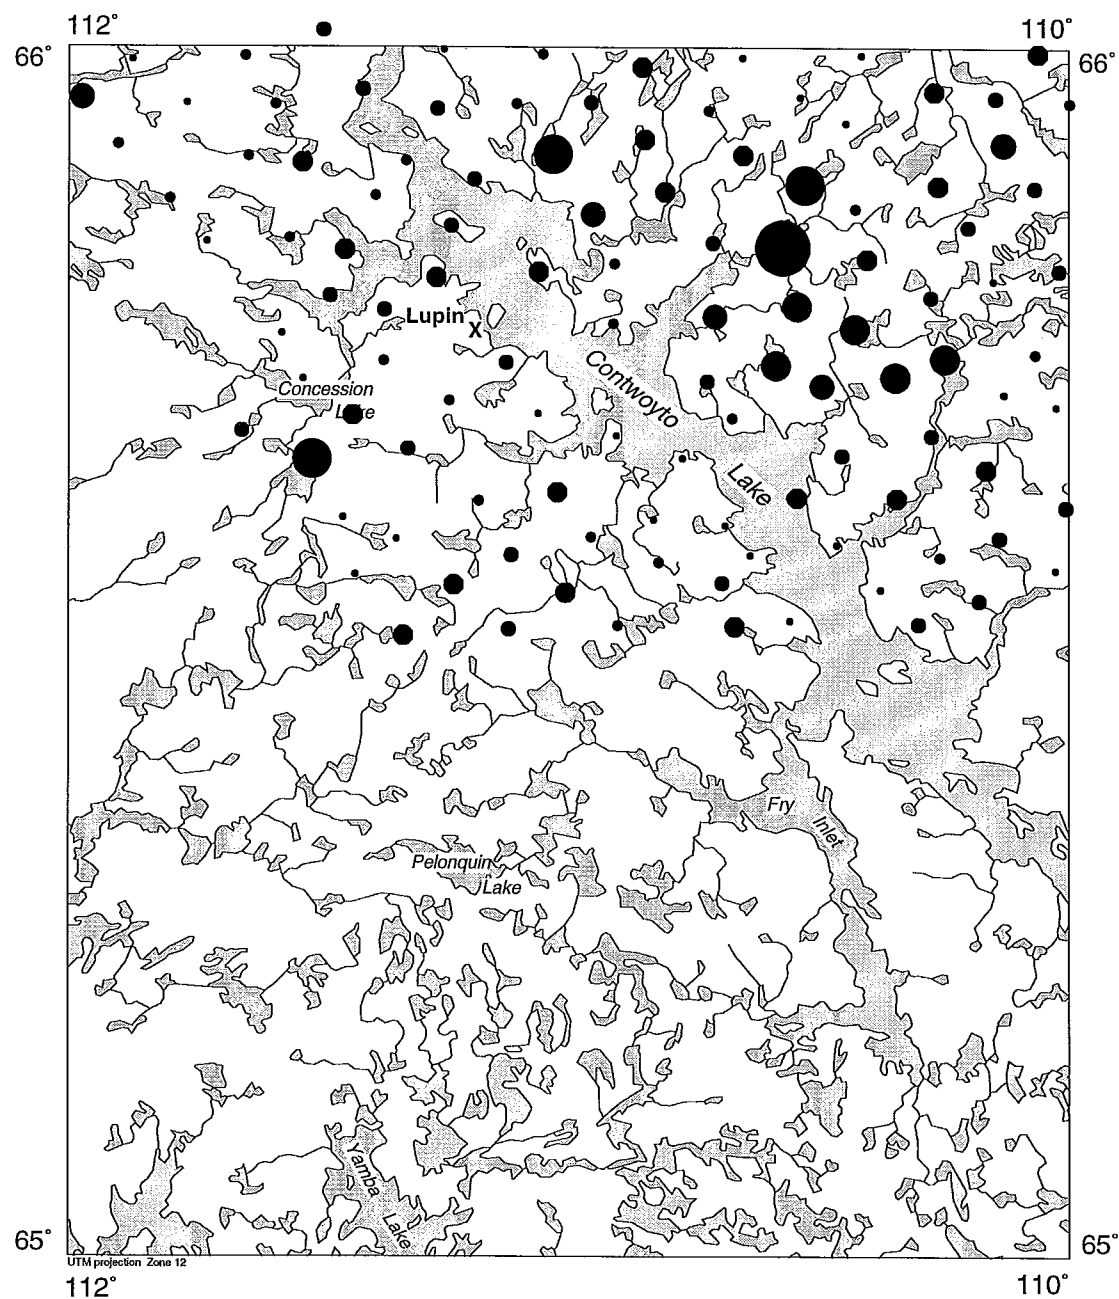 112°
110°
66°
66°
Lupin
X
Concession
Lake
Contwoyto
Lake
Fry
Inlet
Pelonquin
Lake
Yamba
Lake
65°
65°
UTM projection Zone 12
112°
110°